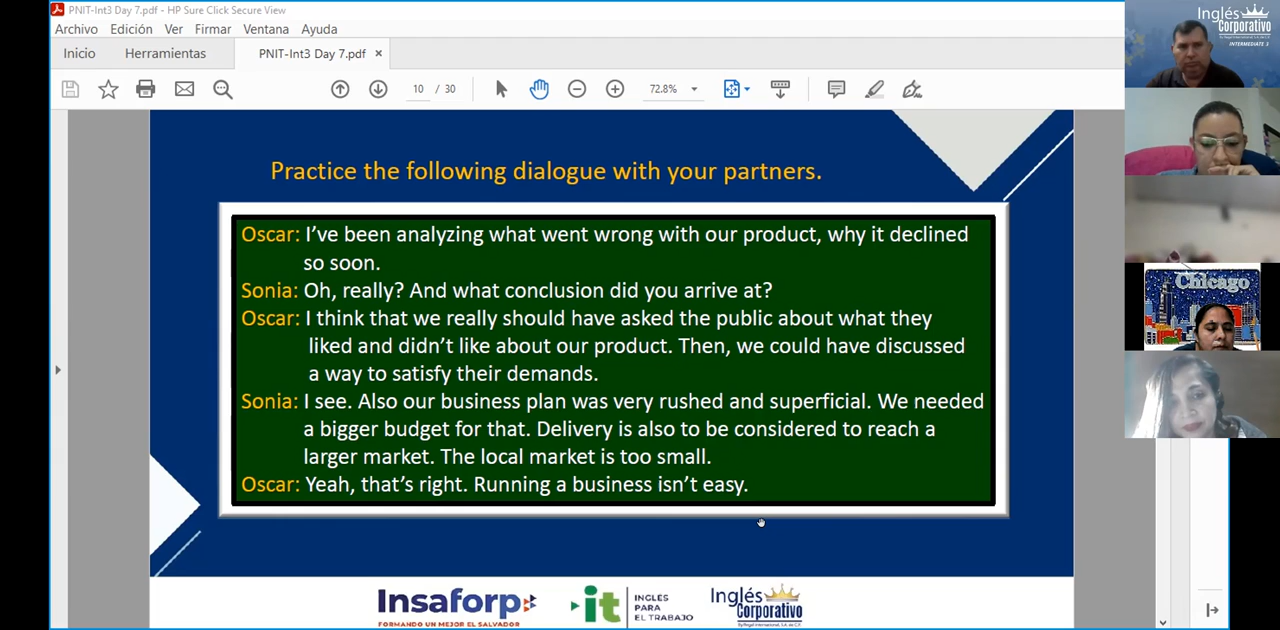 PNIT-Int3 Day 7.pdf - HP Sure Click Secure View
Archivo Edición Ver Firmar Ventana Ayuda
Inicio Herramientas PNIT-Int3 Day 7.pdf ×
10 / 30 72.8%
Practice the following dialogue with your partners.
Oscar: I've been analyzing what went wrong with our product, why it declined
so soon.
Sonia: Oh, really? And what conclusion did you arrive at?
Oscar: I think that we really should have asked the public about what they
liked and didn't like about our product. Then, we could have discussed
a way to satisfy their demands.
Sonia: I see. Also our business plan was very rushed and superficial. We needed
a bigger budget for that. Delivery is also to be considered to reach a
larger market. The local market is too small.
Oscar: Yeah, that's right. Running a business isn't easy.
Insaforp
FORMANDO UN MEJOR EL SALVADOR
it
INGLÉS
PARA
EL TRABAJO
Inglés
Corporativo
Inglés
Corporativo
INTERMEDIATE 3
Chicago